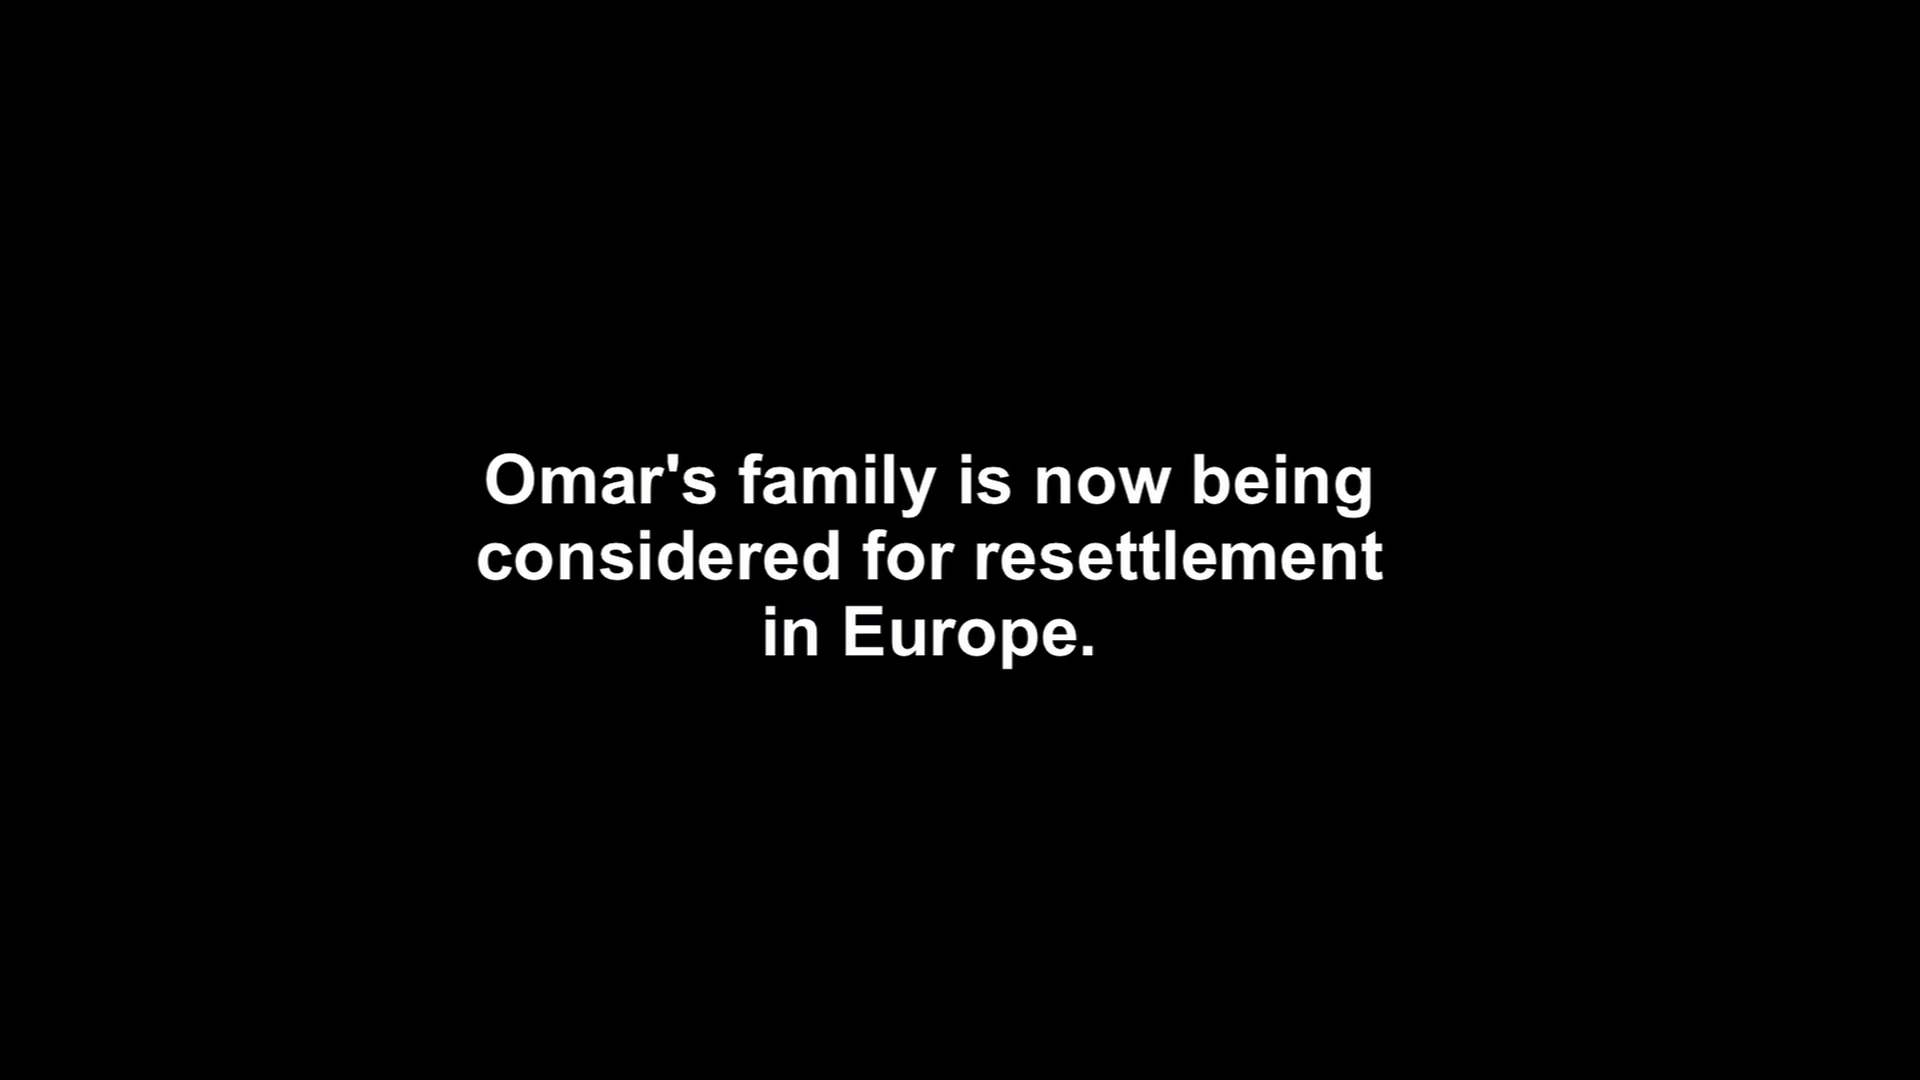 Omar's family is now being
considered for resettlement
in Europe.